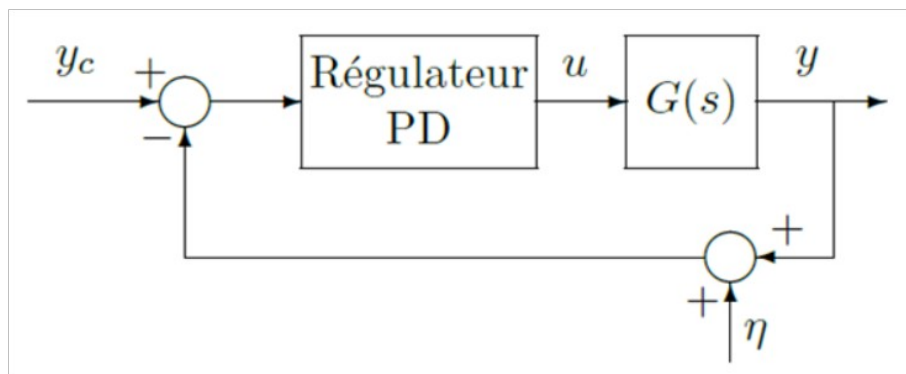 y_c
+
−
Régulateur
PD
u
G(s)
y
+
+
η